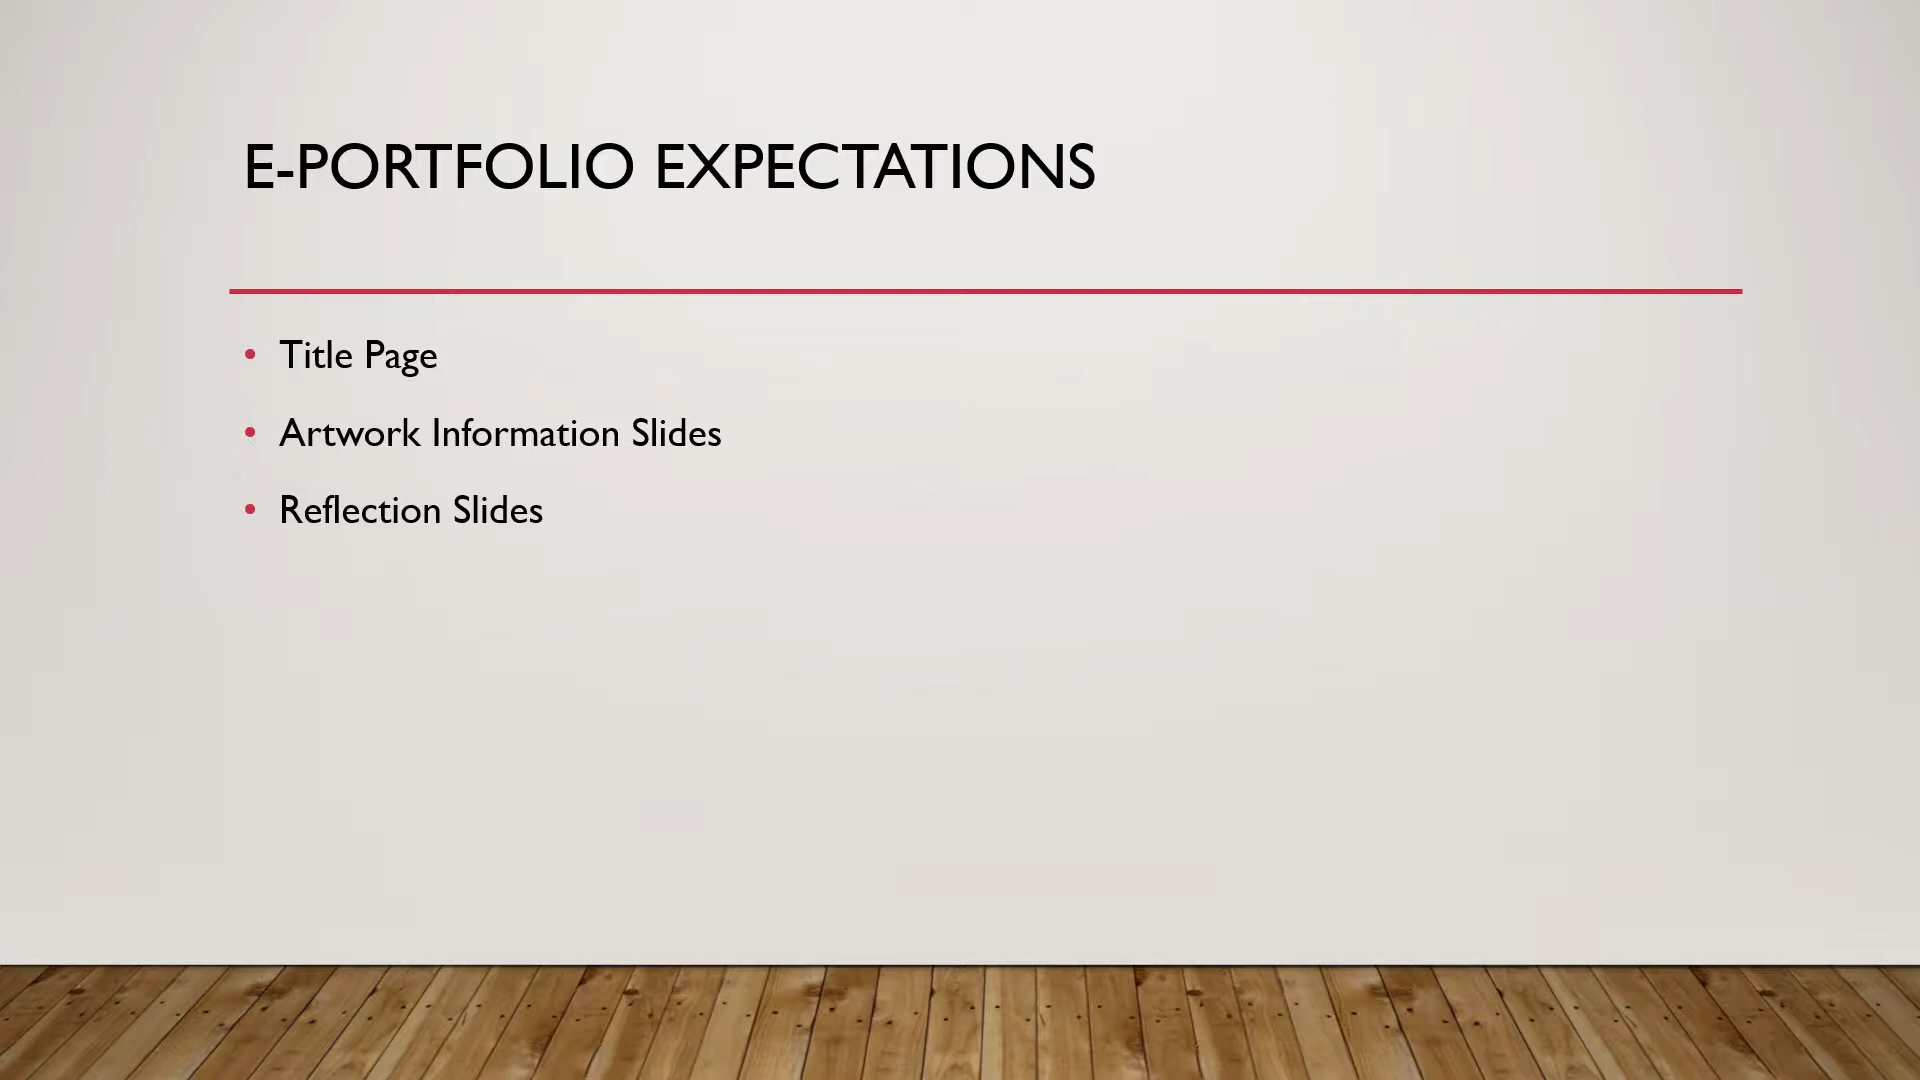 E-PORTFOLIO EXPECTATIONS
• Title Page
• Artwork Information Slides
• Reflection Slides